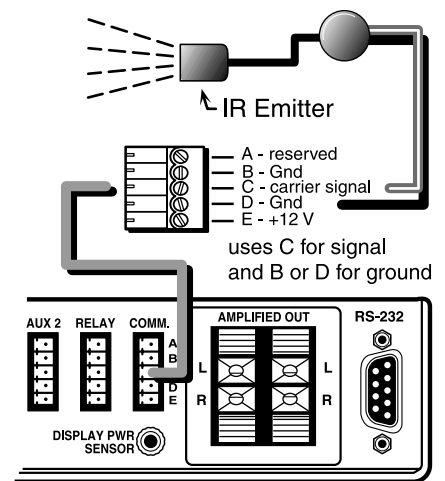 IR Emitter
A - reserved
B - Gnd
C - carrier signal
D - Gnd
E - +12 V
uses C for signal
and B or D for ground
AUX 2 RELAY COMM. AMPLIFIED OUT RS-232
A
B
D
E
L L
R R
DISPLAY PWR
SENSOR